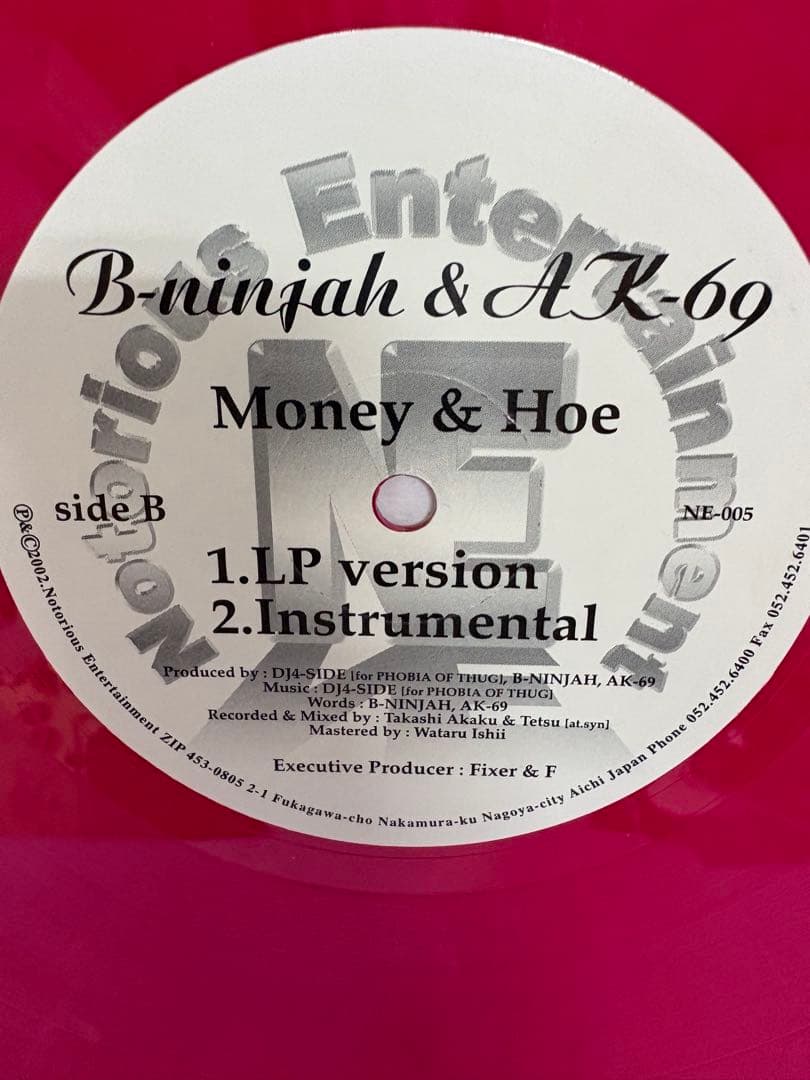 Notorious Entertainment
B-ninjah & AK-69
NE
Money & Hoe
side B
NE-005
1.LP version
2.Instrumental
Produced by : DJ4-SIDE [for PHOBIA OF THUG], B-NINJAH, AK-69
Music : DJ4-SIDE [for PHOBIA OF THUG]
Words : B-NINJAH, AK-69
Recorded & Mixed by : Takashi Akaku & Tetsu [at.syn]
Mastered by : Wataru Ishii
Executive Producer : Fixer & F
Ⓟ&Ⓒ2002.Notorious Entertainment ZIP 453-0805 2-1 Fukagawa-cho Nakamura-ku Nagoya-city Aichi Japan Phone 052.452.6400 Fax 052.452.6401